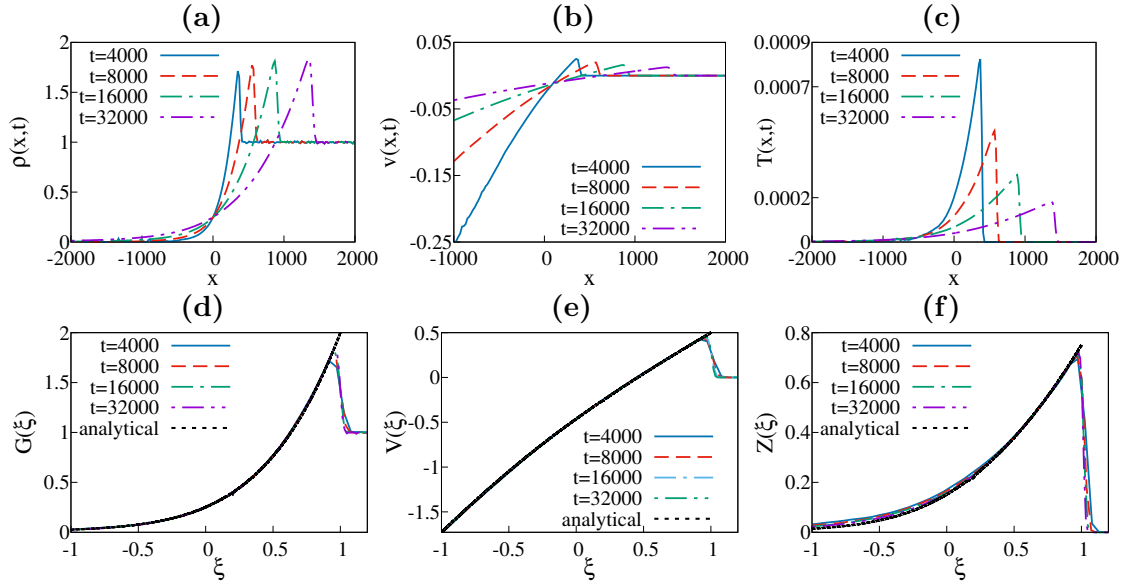 (a) (b) (c)
ρ(x,t)
2
1.5
1
0.5
0
t=4000
t=8000
t=16000
t=32000
-2000 -1000 0 1000 2000
x
v(x,t)
0.05
-0.05
-0.15
-0.25
t=4000
t=8000
t=16000
t=32000
-1000 0 1000 2000
x
T(x,t)
0.0009
0.0007
0.0002
0
t=4000
t=8000
t=16000
t=32000
-2000 -1000 0 1000 2000
x
(d) (e) (f)
G(ξ)
2
1.5
1
0.5
0
t=4000
t=8000
t=16000
t=32000
analytical
-1 -0.5 0 0.5 1
ξ
V(ξ)
0.5
0
-0.5
-1
-1.5
t=4000
t=8000
t=16000
t=32000
analytical
-1 -0.5 0 0.5 1
ξ
Z(ξ)
0.8
0.6
0.4
0.2
0
t=4000
t=8000
t=16000
t=32000
analytical
-1 -0.5 0 0.5 1
ξ